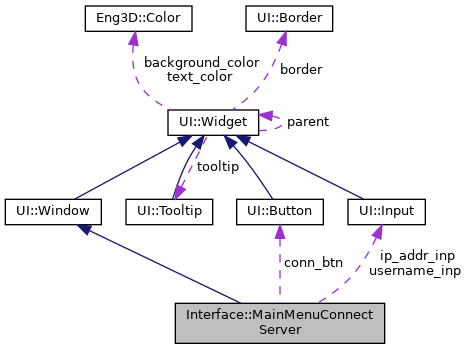 Eng3D::Color
UI::Border
background_color
text_color
border
UI::Widget
parent
tooltip
UI::Window
UI::Tooltip
UI::Button
UI::Input
conn_btn
ip_addr_inp
username_inp
Interface::MainMenuConnect
Server